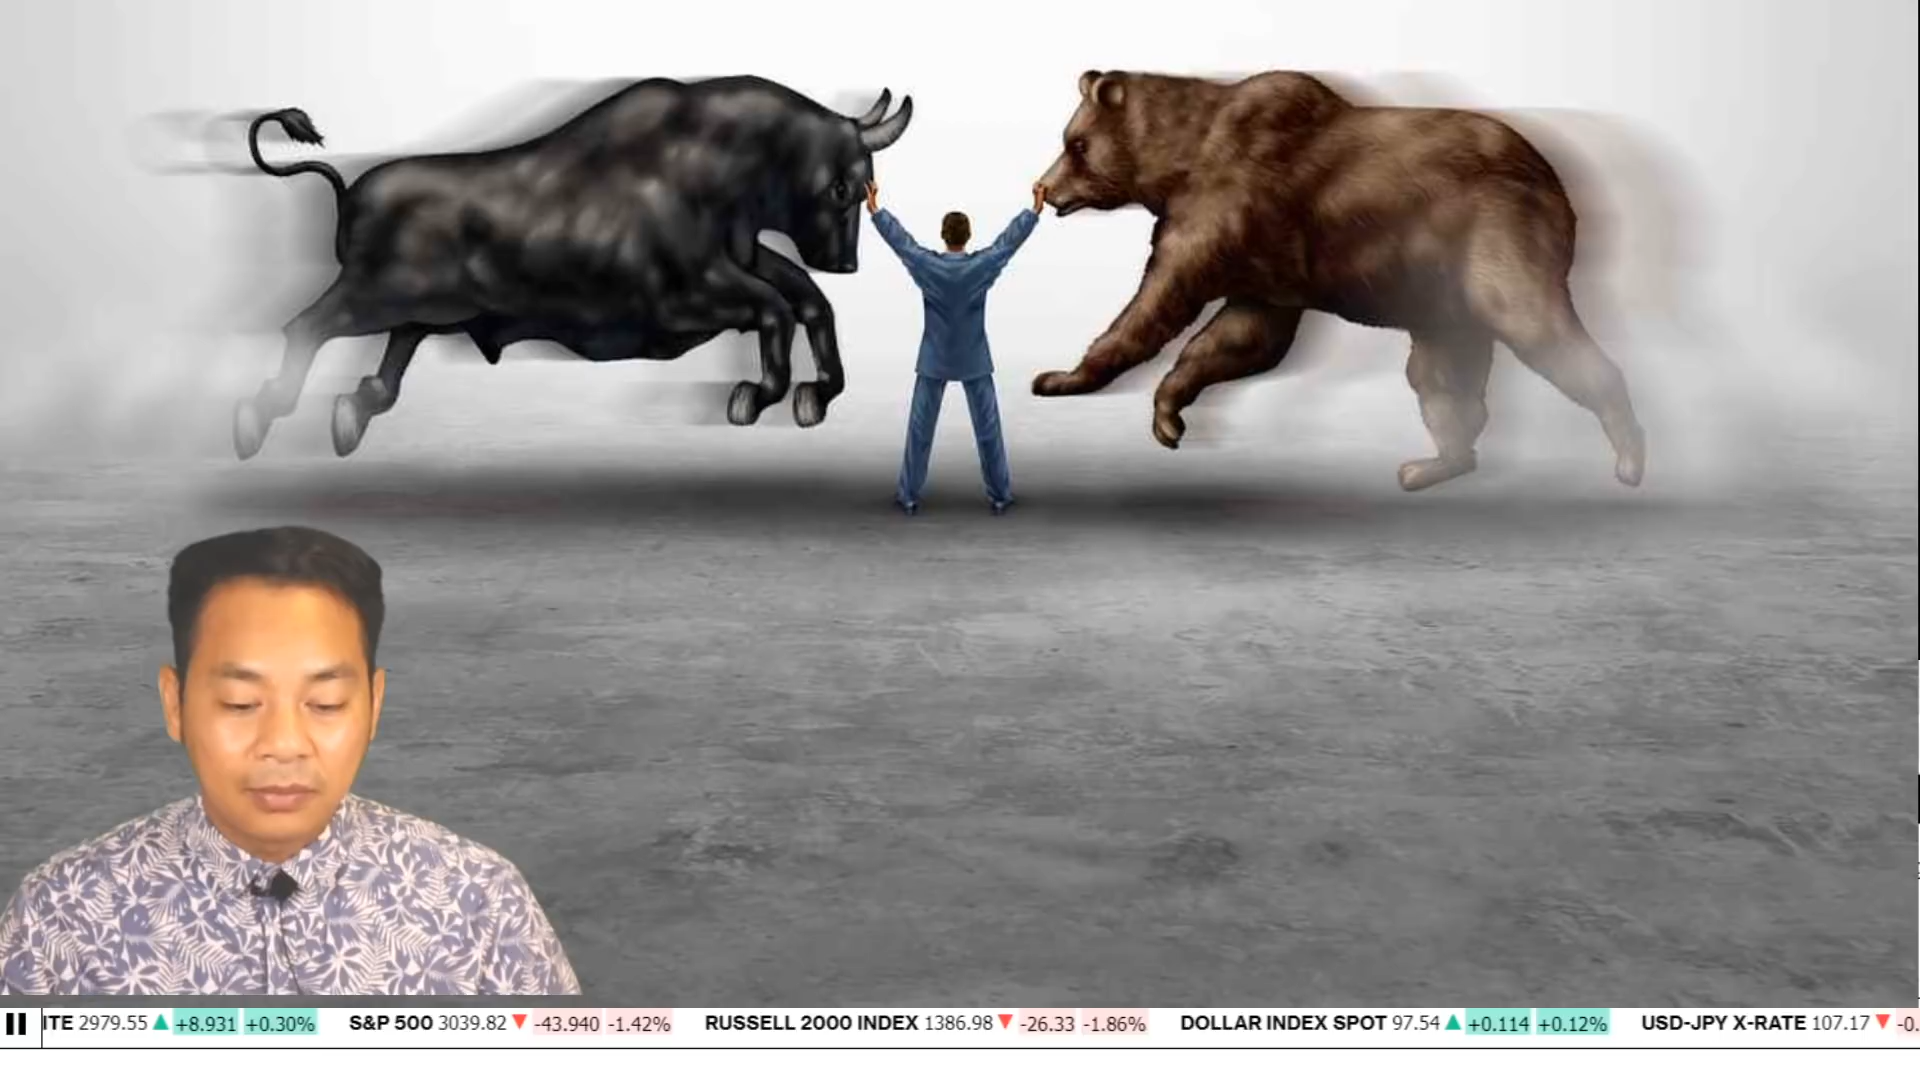 ITE 2979.55 ▲ +8.931 +0.30% S&P 500 3039.82 ▼ -43.940 -1.42% RUSSELL 2000 INDEX 1386.98 ▼ -26.33 -1.86% DOLLAR INDEX SPOT 97.54 ▲ +0.114 +0.12% USD-JPY X-RATE 107.17 ▼ -0.